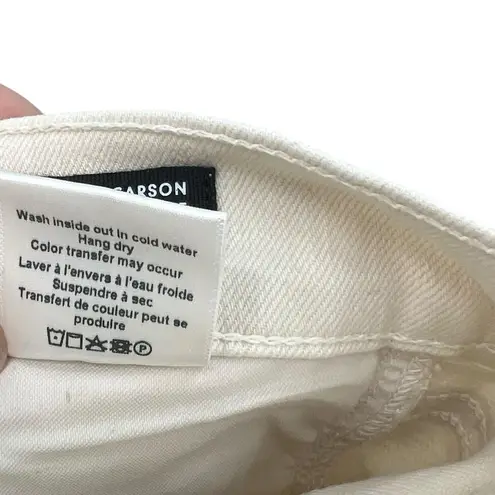 CARSON
Wash inside out in cold water
Hang dry
Color transfer may occur
Laver à l'envers à l'eau froide
Suspendre à sec
Transfert de couleur peut se
produire
P